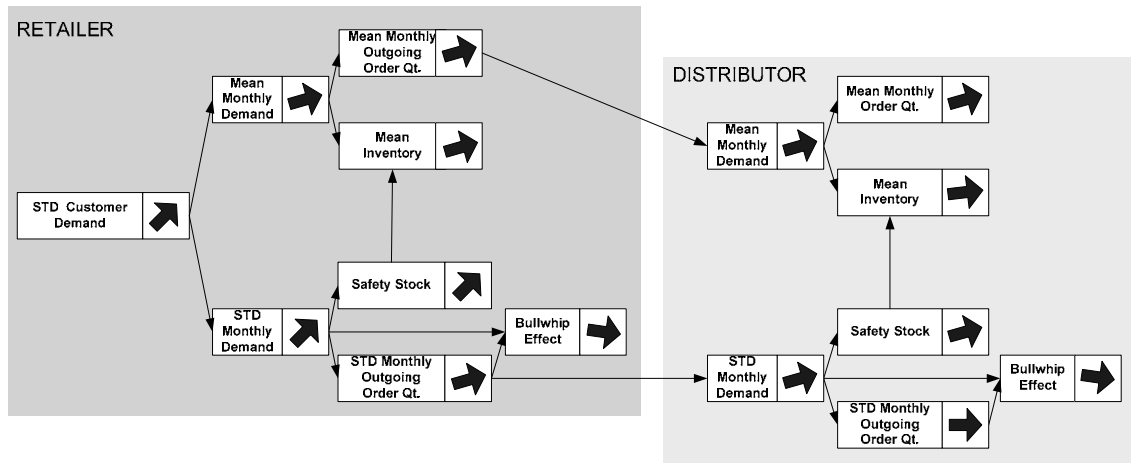 RETAILER
Mean Monthly
Outgoing
Order Qt.
Mean
Monthly
Demand
Mean
Inventory
STD  Customer
Demand
Safety Stock
STD
Monthly
Demand
Bullwhip
Effect
STD Monthly
Outgoing
Order Qt.
DISTRIBUTOR
Mean Monthly
Order Qt.
Mean
Monthly
Demand
Mean
Inventory
Safety Stock
STD
Monthly
Demand
Bullwhip
Effect
STD Monthly
Outgoing
Order Qt.